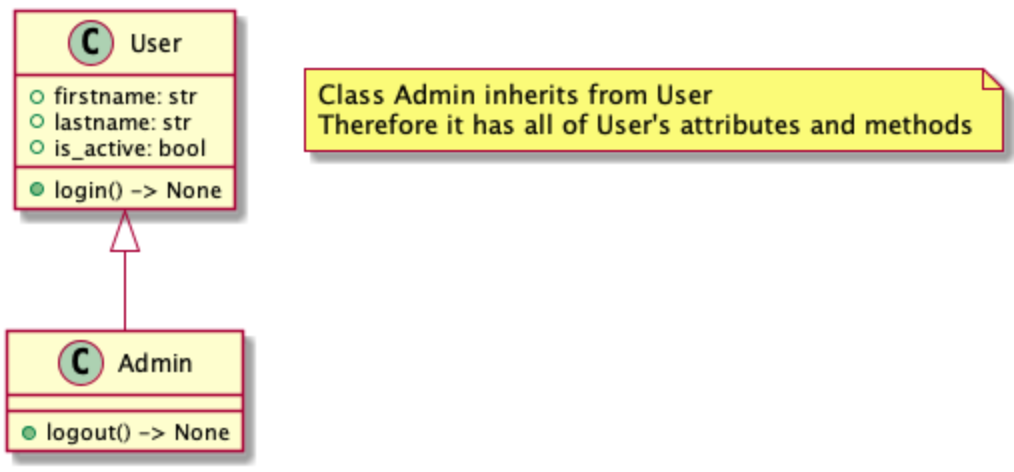 C User
firstname: str
lastname: str
is_active: bool
login() -> None
Class Admin inherits from User
Therefore it has all of User's attributes and methods
C Admin
logout() -> None